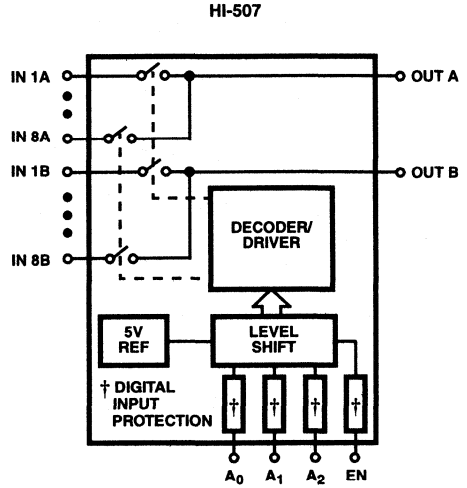 HI-507
IN 1A
OUT A
IN 8A
IN 1B
OUT B
DECODER/
DRIVER
IN 8B
5V
REF
LEVEL
SHIFT
† DIGITAL
INPUT
PROTECTION
† † † †
A0 A1 A2 EN